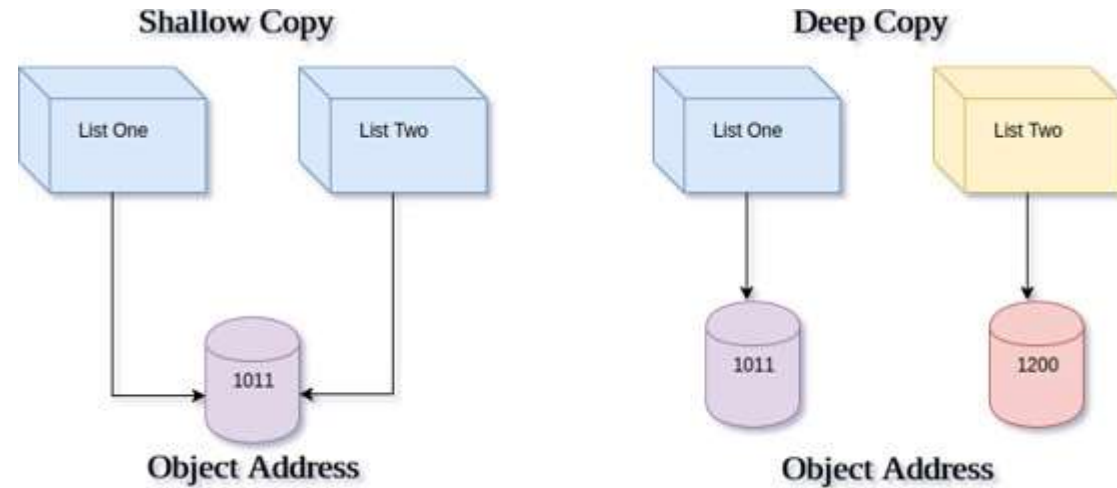 Shallow Copy
List One
List Two
1011
Object Address
Deep Copy
List One
List Two
1011
1200
Object Address